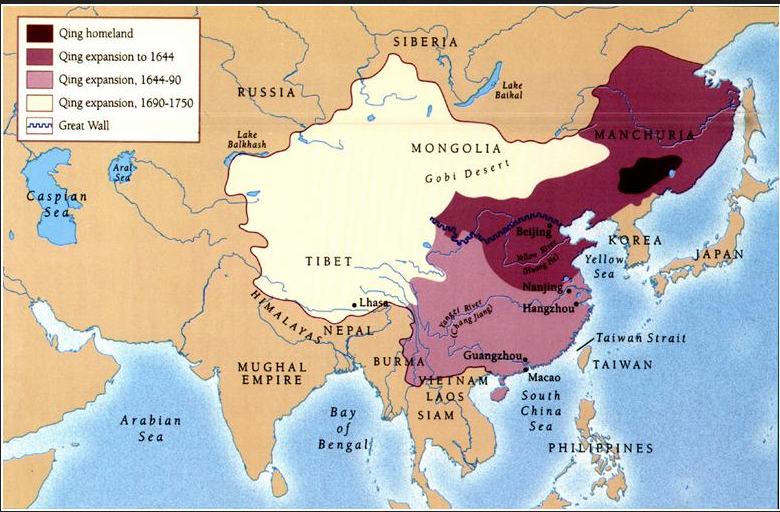 Qing homeland
Qing expansion to 1644
Qing expansion, 1644-90
Qing expansion, 1690-1750
Great Wall
SIBERIA
RUSSIA
Lake
Baikal
Lake
Balkhash
MANCHURIA
MONGOLIA
Gobi Desert
Aral
Sea
Caspian
Sea
Beijing
KOREA
JAPAN
Yellow River
(Huang He)
Yellow
Sea
TIBET
Nanjing
Lhasa
Hangzhou
Yangzi River
(Chang Jiang)
HIMALAYAS
NEPAL
Taiwan Strait
Guangzhou
TAIWAN
MUGHAL
EMPIRE
BURMA
Macao
VIETNAM
LAOS
SIAM
South
China
Sea
Arabian
Sea
Bay
of
Bengal
PHILIPPINES